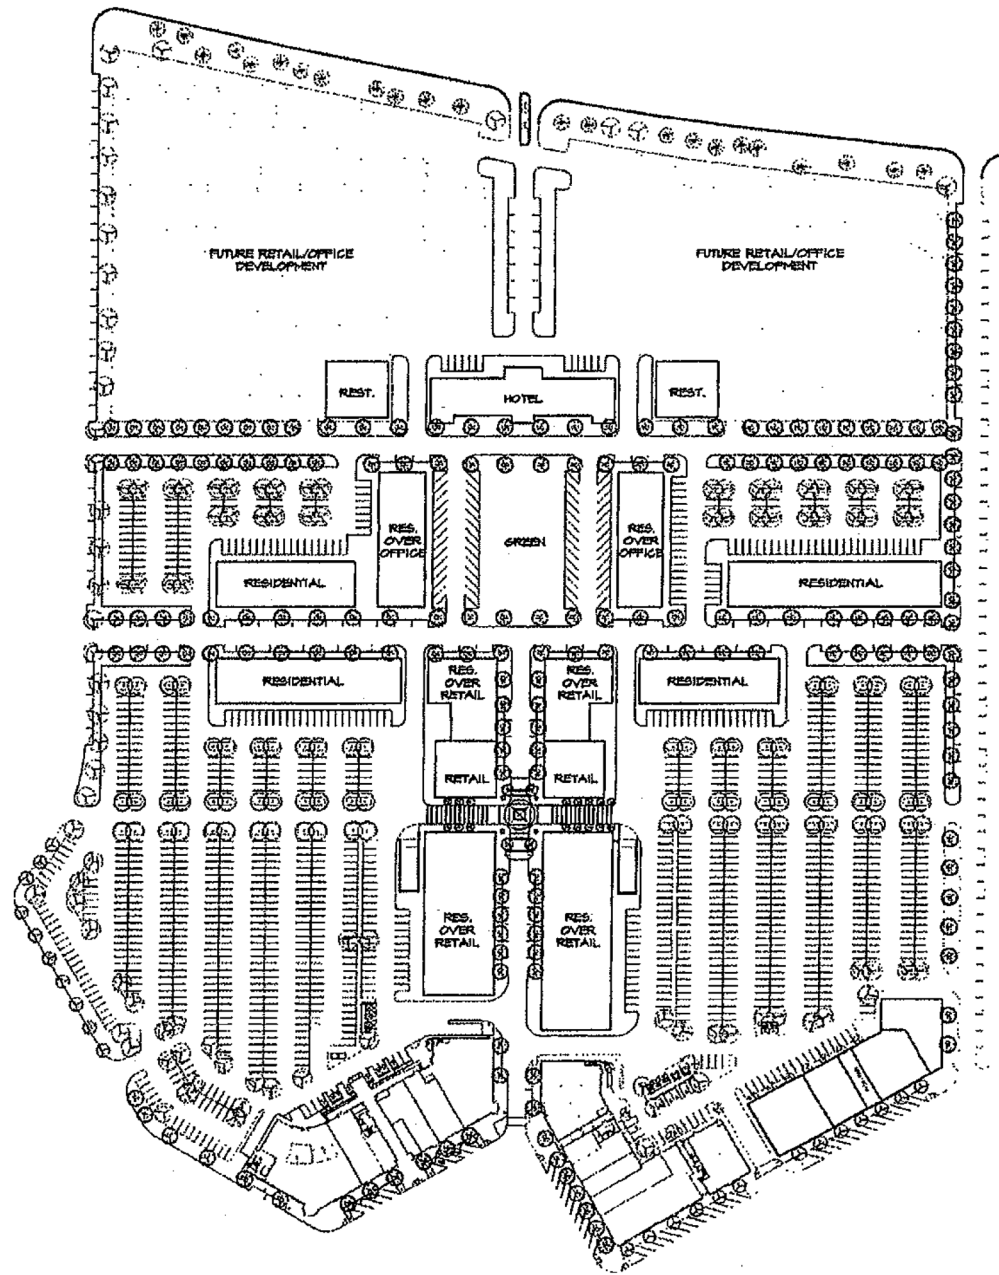 FUTURE RETAIL/OFFICE
DEVELOPMENT
FUTURE RETAIL/OFFICE
DEVELOPMENT
REST.
HOTEL
REST.
RES.
OVER
OFFICE
GREEN
RES.
OVER
OFFICE
RESIDENTIAL
RESIDENTIAL
RESIDENTIAL
RES.
OVER
RETAIL
RES.
OVER
RETAIL
RESIDENTIAL
RETAIL
RETAIL
RES.
OVER
RETAIL
RES.
OVER
RETAIL